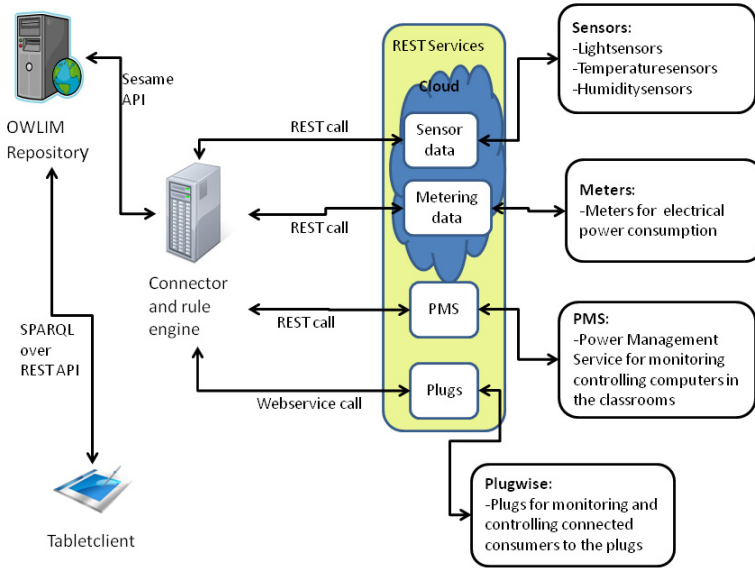 OWLIM
Repository
Sesame
API
SPARQL
over
REST API
Tabletclient
Connector
and rule
engine
REST call
REST call
REST call
Webservice call
REST Services
Cloud
Sensor
data
Metering
data
PMS
Plugs
Sensors:
-Lightsensors
-Temperaturesensors
-Humiditysensors
Meters:
-Meters for electrical
power consumption
PMS:
-Power Management
Service for monitoring
controlling computers in
the classrooms
Plugwise:
-Plugs for monitoring and
controlling connected
consumers to the plugs